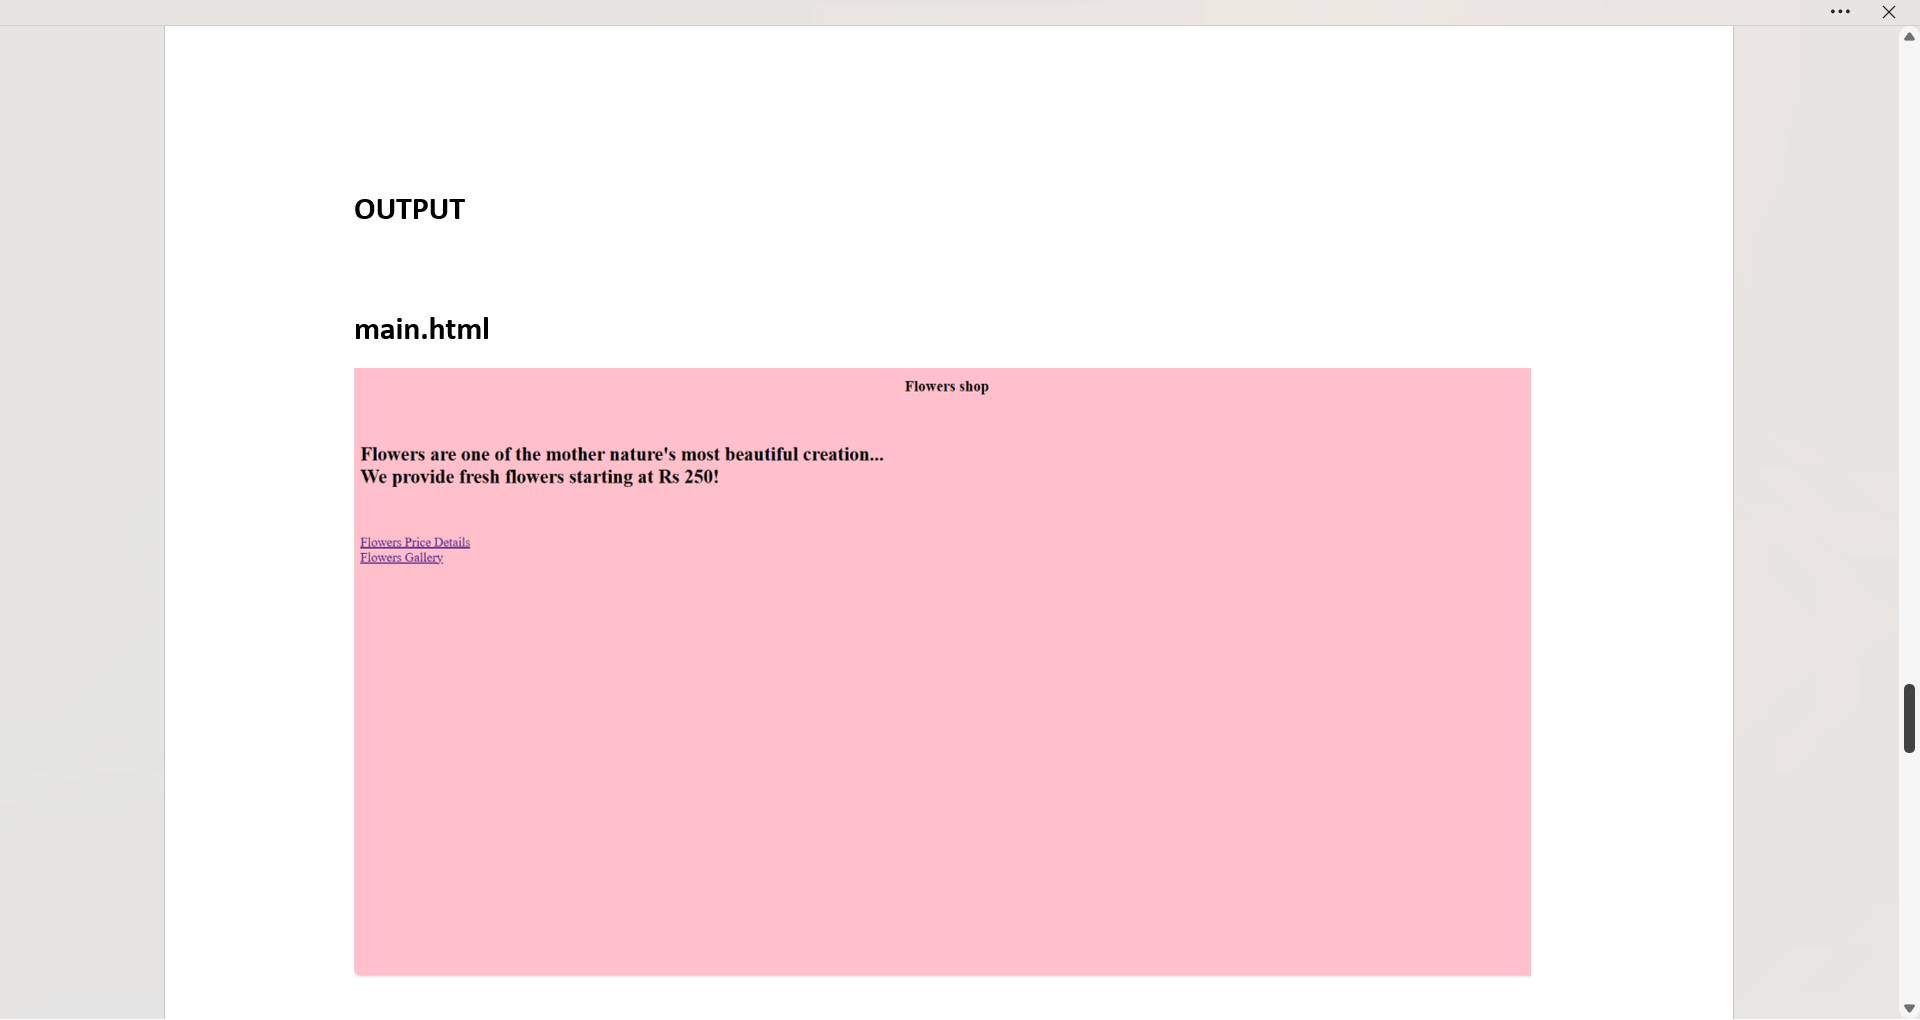 OUTPUT
main.html
Flowers shop
Flowers are one of the mother nature's most beautiful creation...
We provide fresh flowers starting at Rs 250!
Flowers Price Details
Flowers Gallery